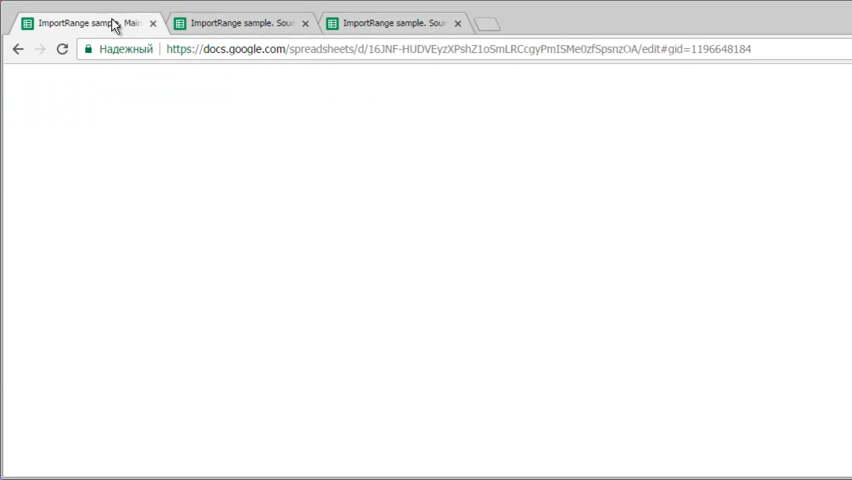 ImportRange sample. Main
ImportRange sample. Sou
ImportRange sample. Sou
Надежный https://docs.google.com/spreadsheets/d/16JNF-HUDVEyzXPshZ1oSmLRCcgyPmISMe0zfSpsnzOA/edit#gid=1196648184